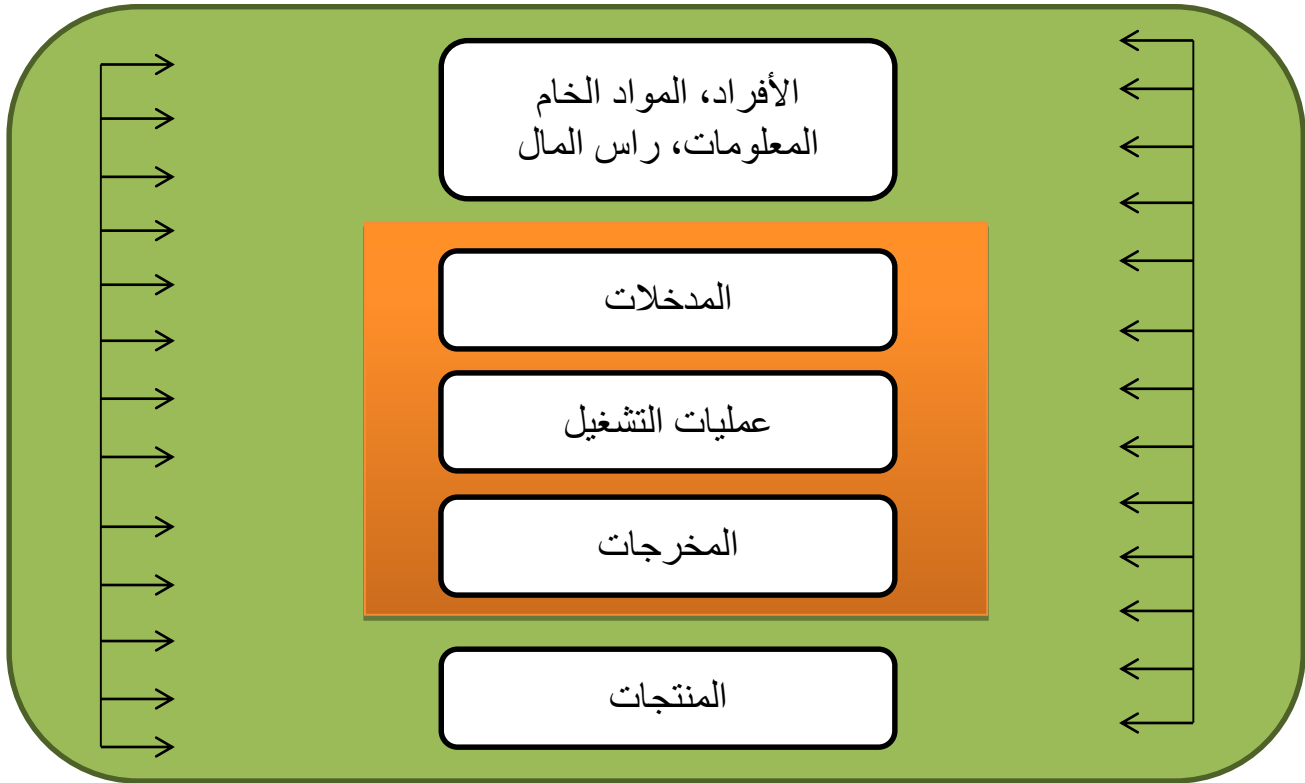 الأفراد، المواد الخام
المعلومات، راس المال
المدخلات
عمليات التشغيل
المخرجات
المنتجات